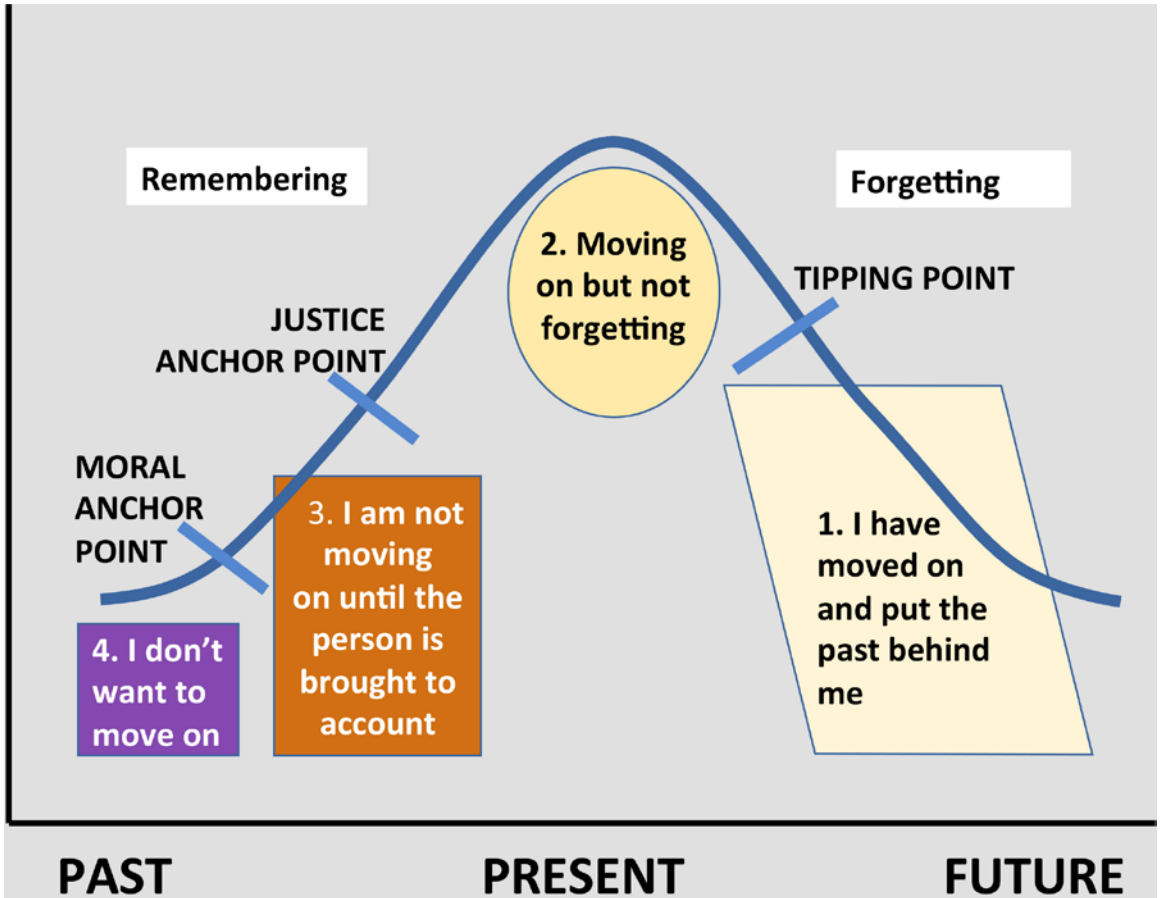 Remembering
Forgetting
2. Moving
on but not
forgetting
TIPPING POINT
JUSTICE
ANCHOR POINT
MORAL
ANCHOR
POINT
3. I am not
moving
on until the
person is
brought to
account
1. I have
moved on
and put the
past behind
me
4. I don’t
want to
move on
PAST
PRESENT
FUTURE